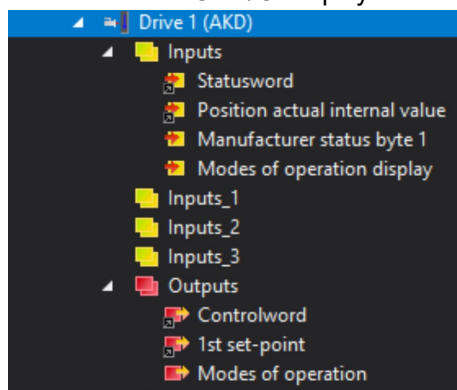 Drive 1 (AKD)
Inputs
Statusword
Position actual internal value
Manufacturer status byte 1
Modes of operation display
Inputs_1
Inputs_2
Inputs_3
Outputs
Controlword
1st set-point
Modes of operation